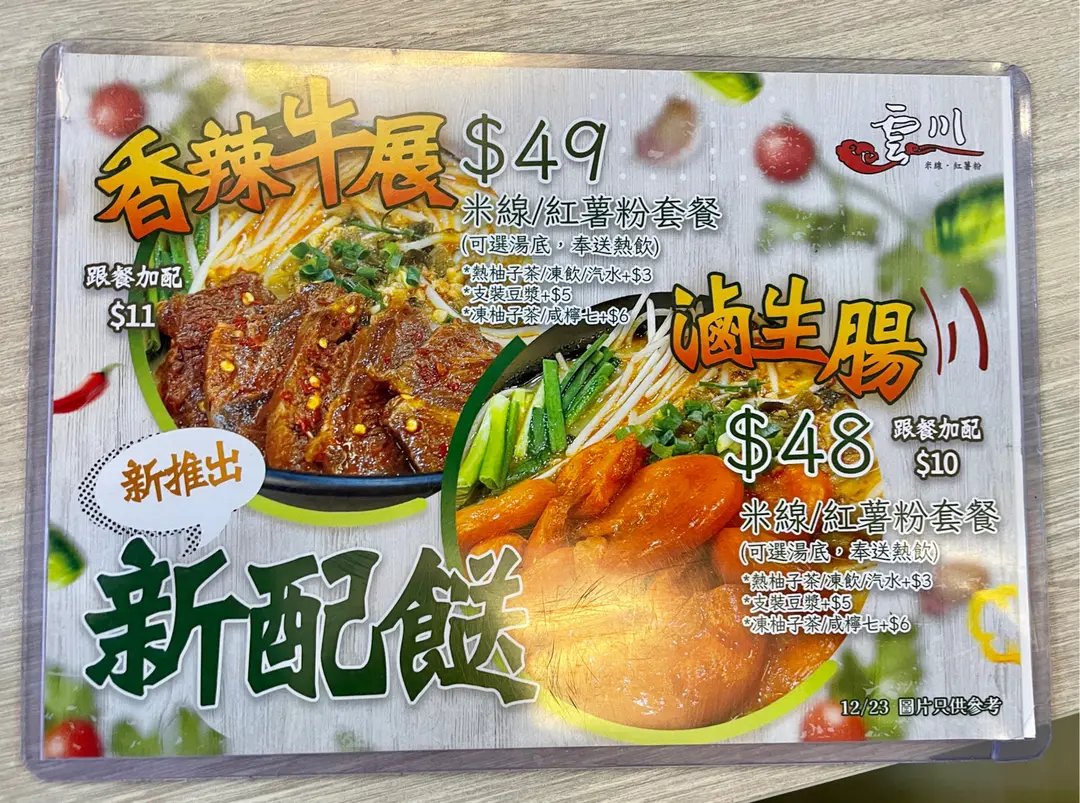 香辣牛展
$49
米線/紅薯粉套餐
(可選湯底，奉送熱飲)
*熱柚子茶/凍飲/汽水+$3
*支裝豆漿+$5
*凍柚子茶/咸檸七+$6
跟餐加配
$11
雲川
米線·紅薯粉
滷生腸
$48
跟餐加配
$10
米線/紅薯粉套餐
(可選湯底，奉送熱飲)
*熱柚子茶/凍飲/汽水+$3
*支裝豆漿+$5
*凍柚子茶/咸檸七+$6
新推出
新配餸
12/23 圖片只供參考